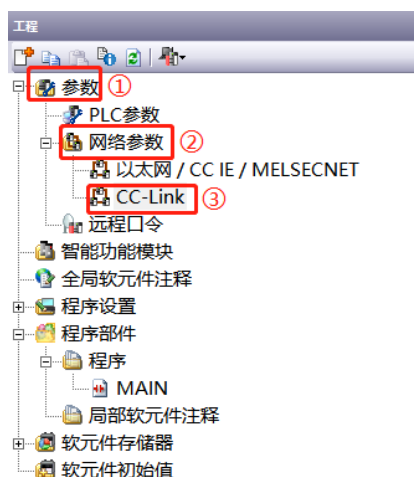 工程
参数 ①
PLC参数
网络参数 ②
以太网 / CC IE / MELSECNET
CC-Link ③
远程口令
智能功能模块
全局软元件注释
程序设置
程序部件
程序
MAIN
局部软元件注释
软元件存储器
软元件初始值